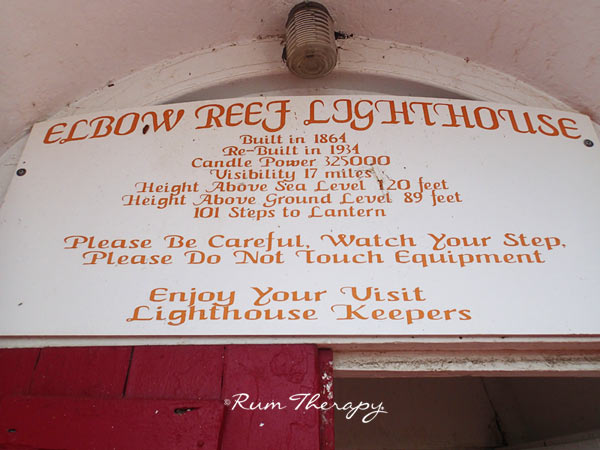 ELBOW REEF LIGHTHOUSE
Built in 1864
Re-Built in 1934
Candle Power 325000
Visibility 17 miles
Height Above Sea Level 120 feet
Height Above Ground Level 89 feet
101 Steps to Lantern
Please Be Careful, Watch Your Step,
Please Do Not Touch Equipment
Enjoy Your Visit
Lighthouse Keepers
©Rum Therapy